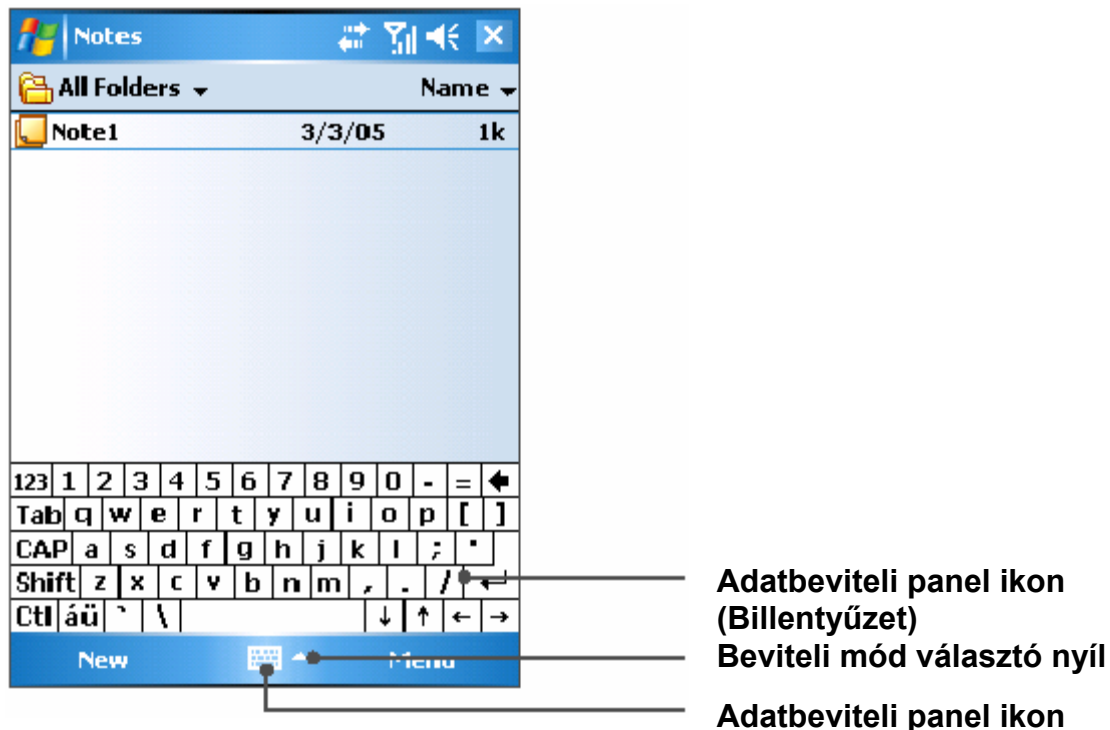 Notes
All Folders Name
Note1 3/3/05 1k
123 1 2 3 4 5 6 7 8 9 0 - =
Tab q w e r t y u i o p [ ]
CAP a s d f g h j k l ; '
Shift z x c v b n m , . /
Ctl áü ` \ ↓ ↑ ← →
New Menu
Adatbeviteli panel ikon
(Billentyűzet)
Beviteli mód választó nyíl
Adatbeviteli panel ikon